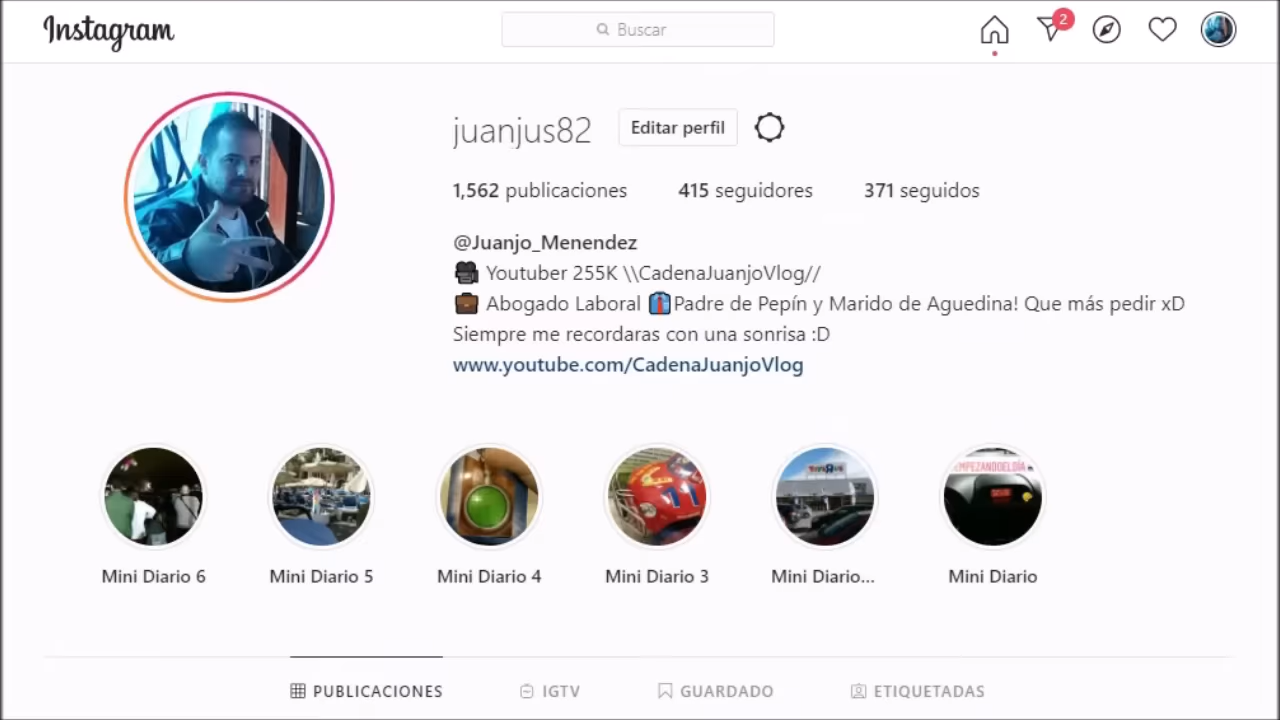 Instagram
Buscar
2
juanjus82
Editar perfil
1,562 publicaciones 415 seguidores 371 seguidos
@Juanjo_Menendez
🎥 Youtuber 255K \\CadenaJuanjoVlog//
💼 Abogado Laboral 👔Padre de Pepín y Marido de Aguedina! Que más pedir xD
Siempre me recordaras con una sonrisa :D
www.youtube.com/CadenaJuanjoVlog
EMPEZANDOELDÍA
Mini Diario 6 Mini Diario 5 Mini Diario 4 Mini Diario 3 Mini Diario... Mini Diario
PUBLICACIONES IGTV GUARDADO ETIQUETADAS